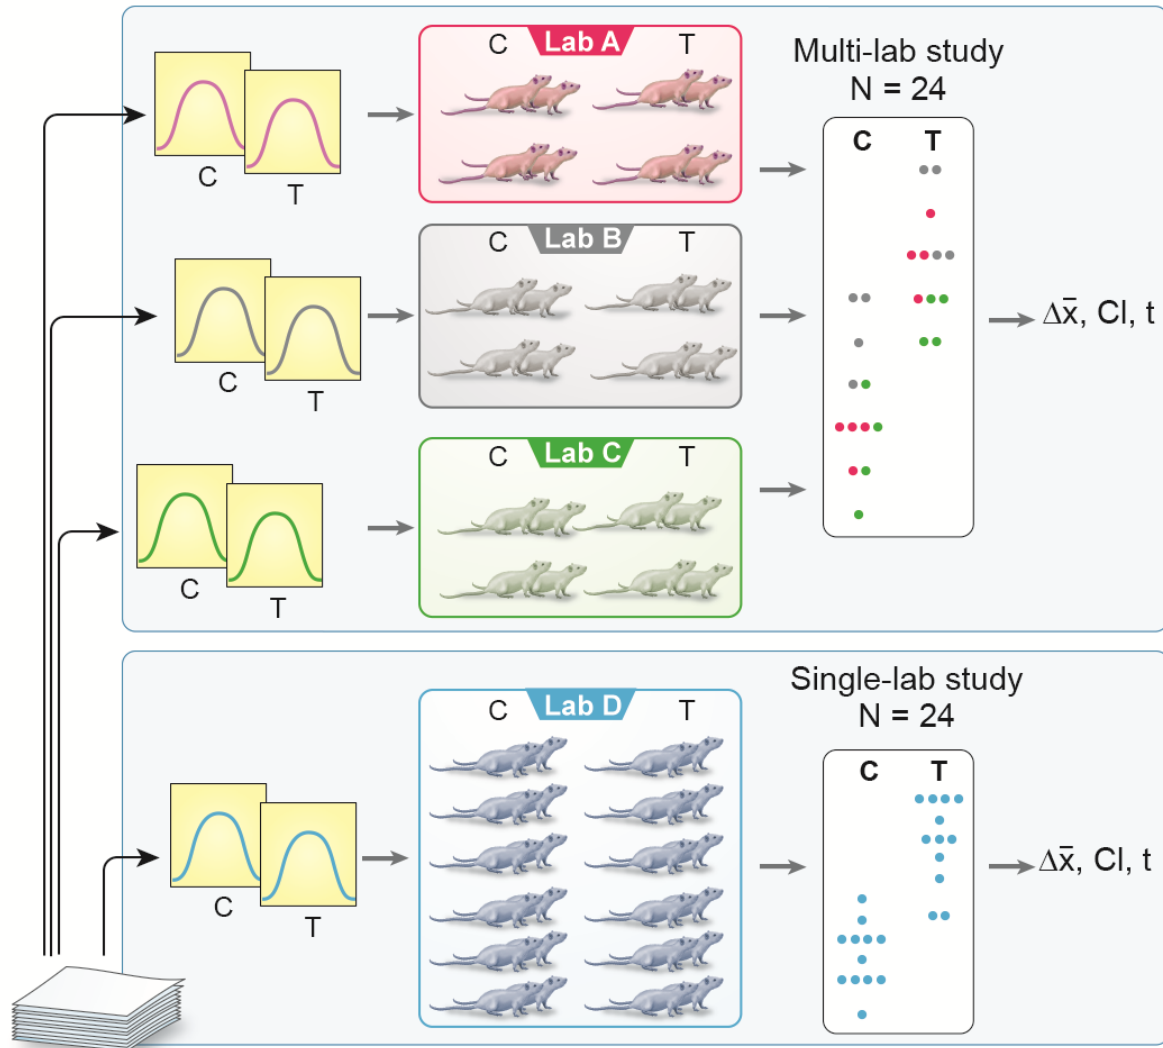 C Lab A T
Multi-lab study
N = 24
C T
C
T
C Lab B T
Δx̄, CI, t
C
T
C Lab C T
C
T
Single-lab study
N = 24
C Lab D T
C T
Δx̄, CI, t
C
T